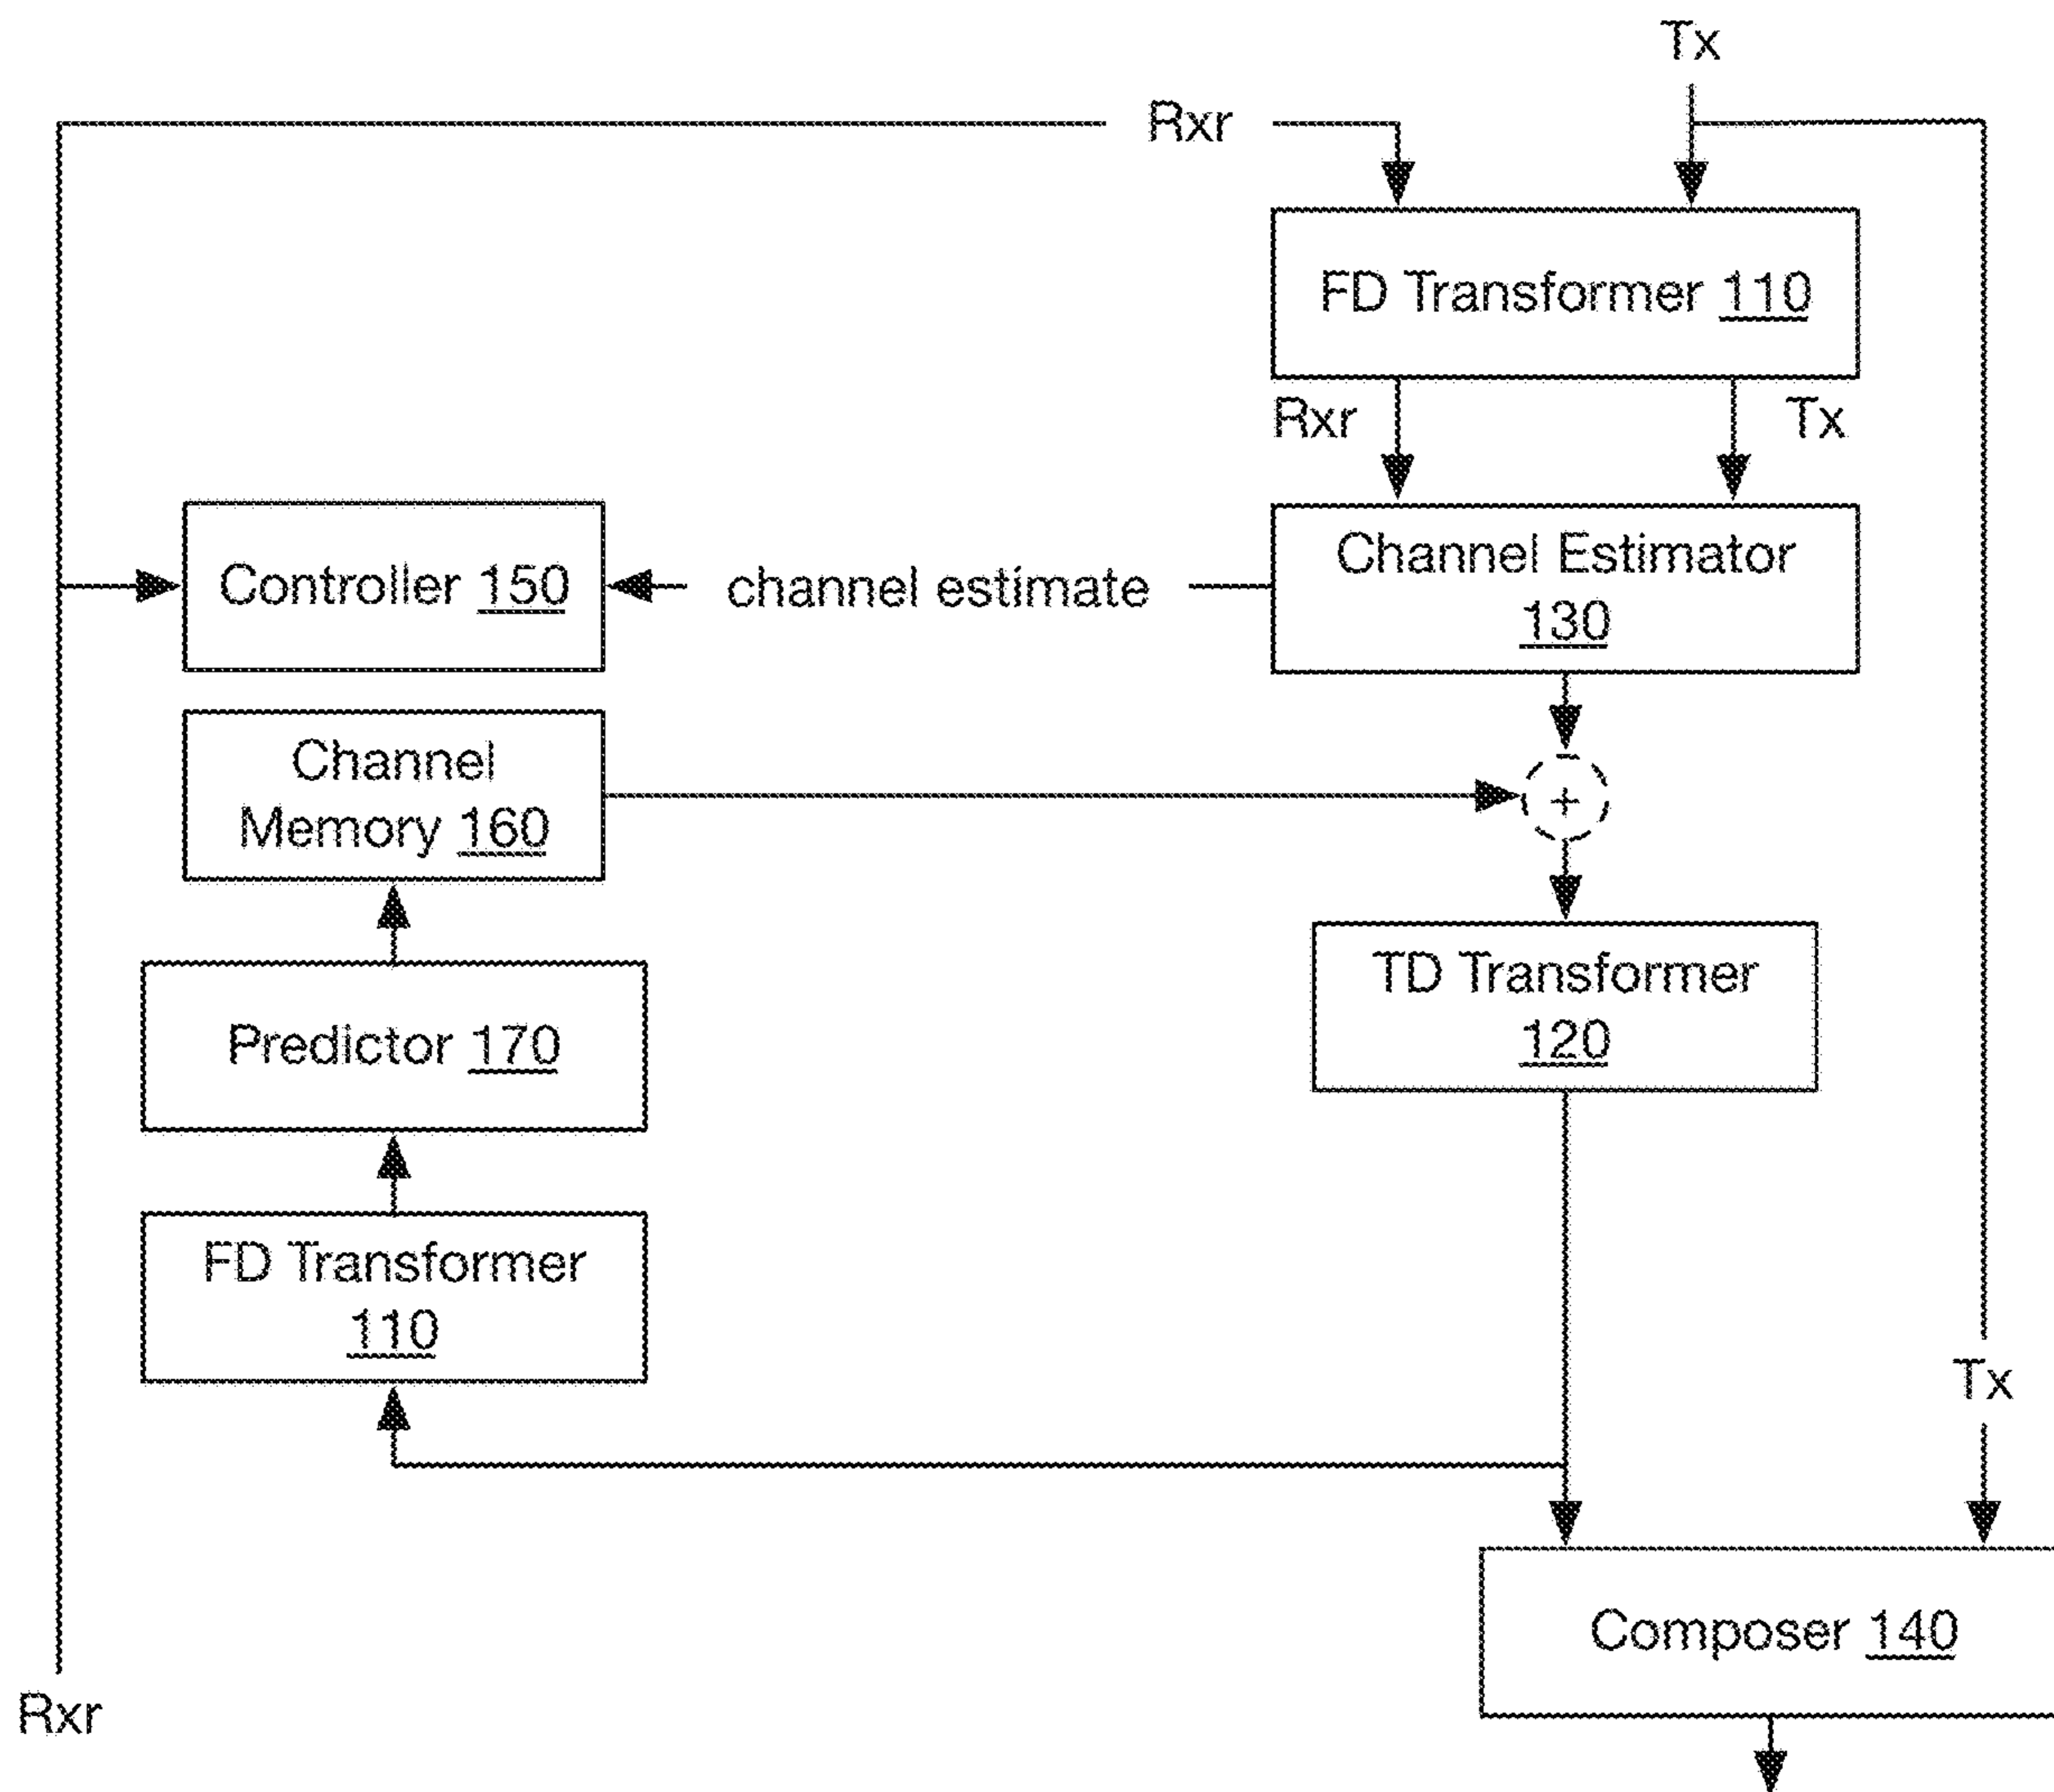 Tx
Rxr
FD Transformer 110
Rxr
Tx
Controller 150
channel estimate
Channel Estimator
130
Channel
Memory 160
-
+
TD Transformer
120
Predictor 170
FD Transformer
110
Tx
Composer 140
Rxr